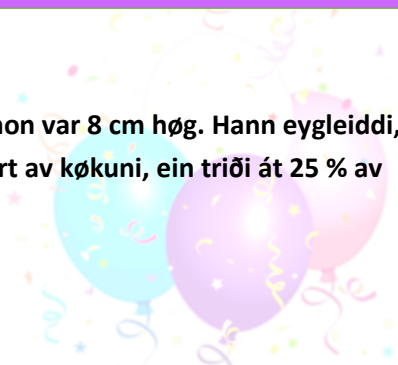 hon var 8 cm høg. Hann eygleiddi,
rt av køkuni, ein triði át 25 % av